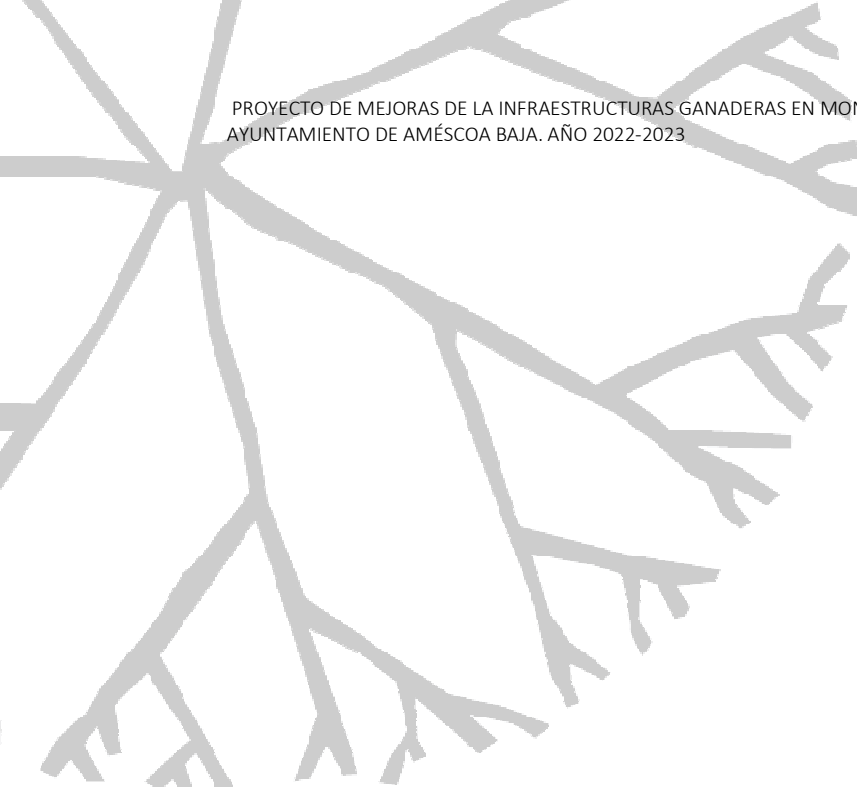 PROYECTO DE MEJORAS DE LA INFRAESTRUCTURAS GANADERAS EN
AYUNTAMIENTO DE AMÉSCOA BAJA. AÑO 2022-2023